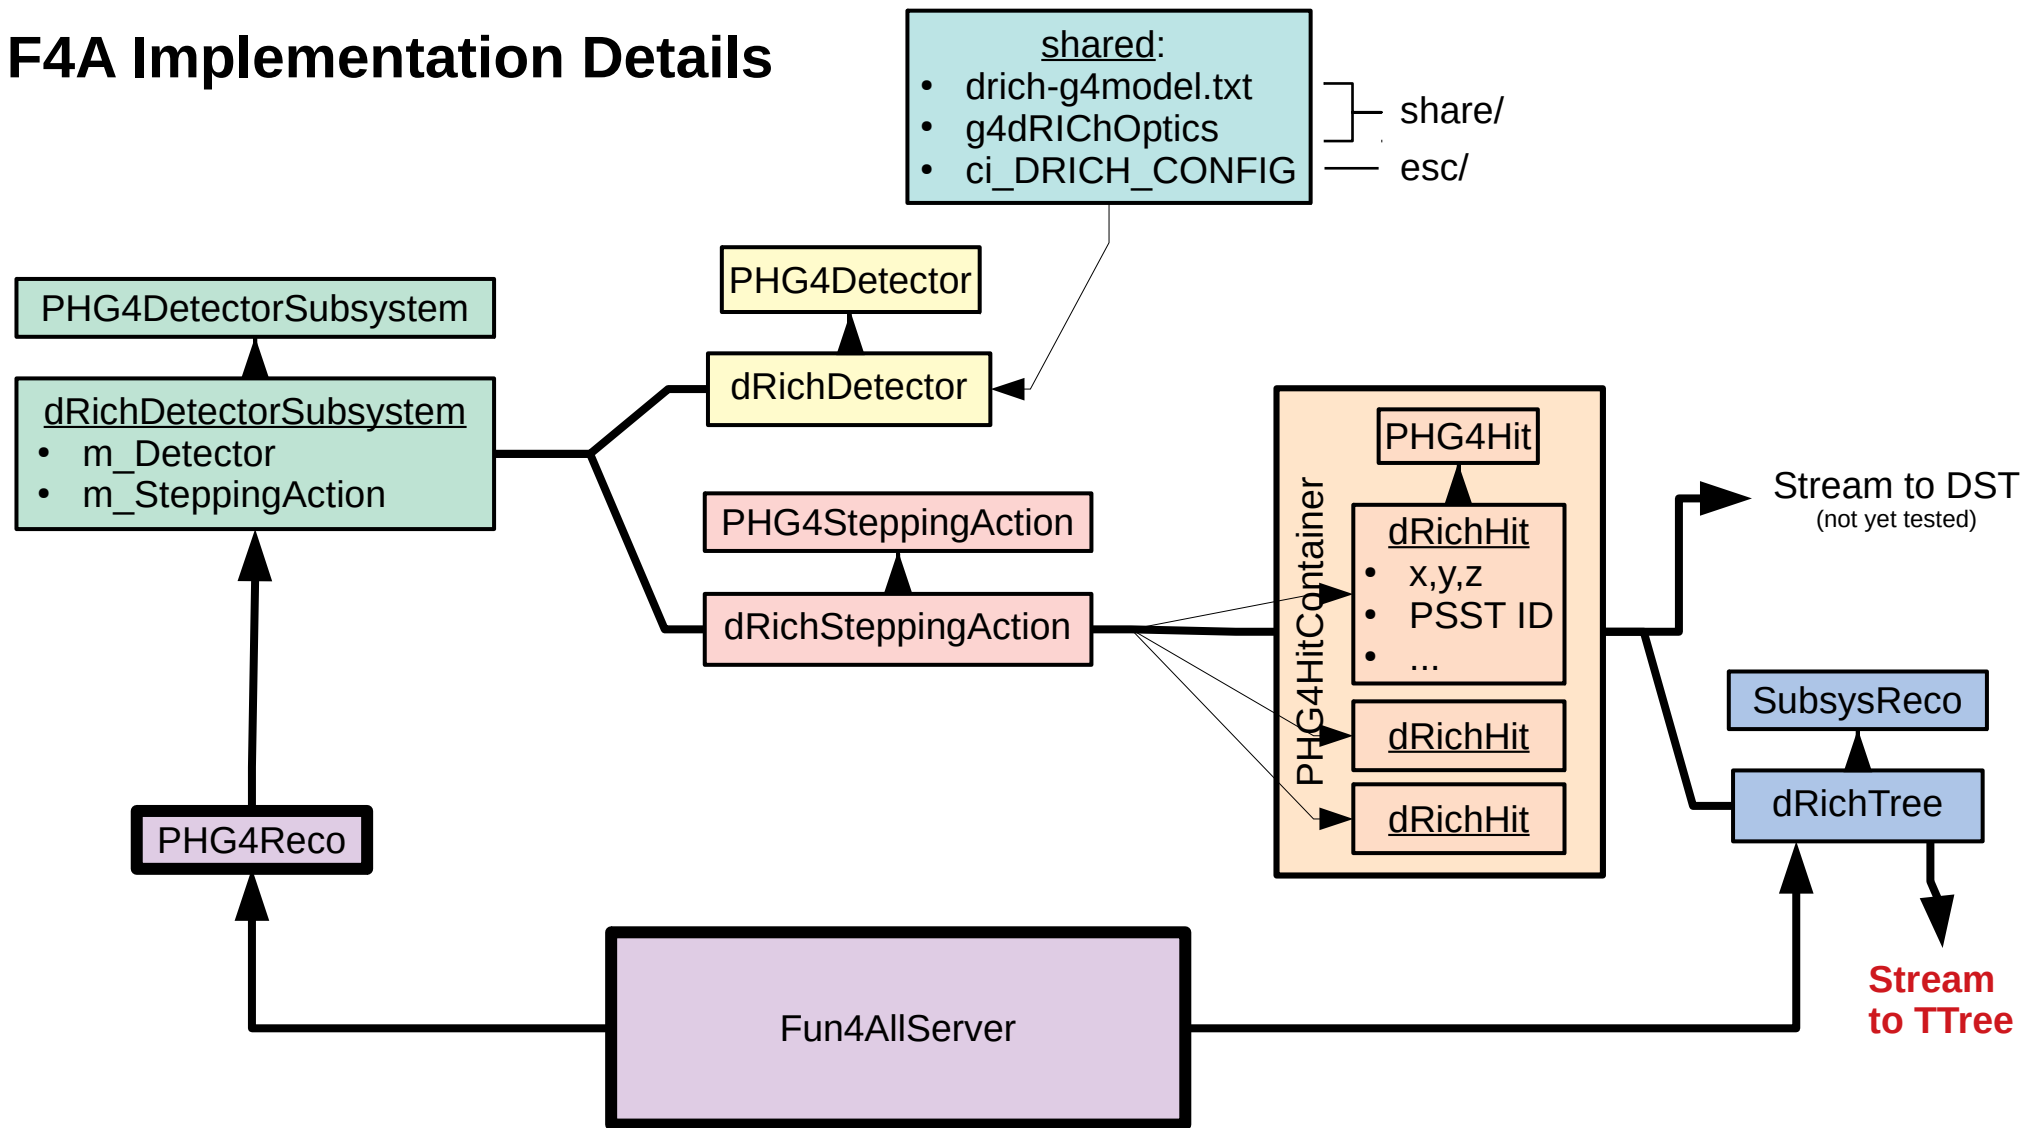 F4A Implementation Details
shared:
• drich-g4model.txt
• g4dRIChOptics
• ci_DRICH_CONFIG
share/
esc/
PHG4DetectorSubsystem
dRichDetectorSubsystem
• m_Detector
• m_SteppingAction
PHG4Detector
dRichDetector
PHG4SteppingAction
dRichSteppingAction
PHG4HitContainer
PHG4Hit
dRichHit
• x,y,z
• PSST ID
• ...
dRichHit
dRichHit
Stream to DST
(not yet tested)
SubsysReco
dRichTree
Stream
to TTree
PHG4Reco
Fun4AllServer